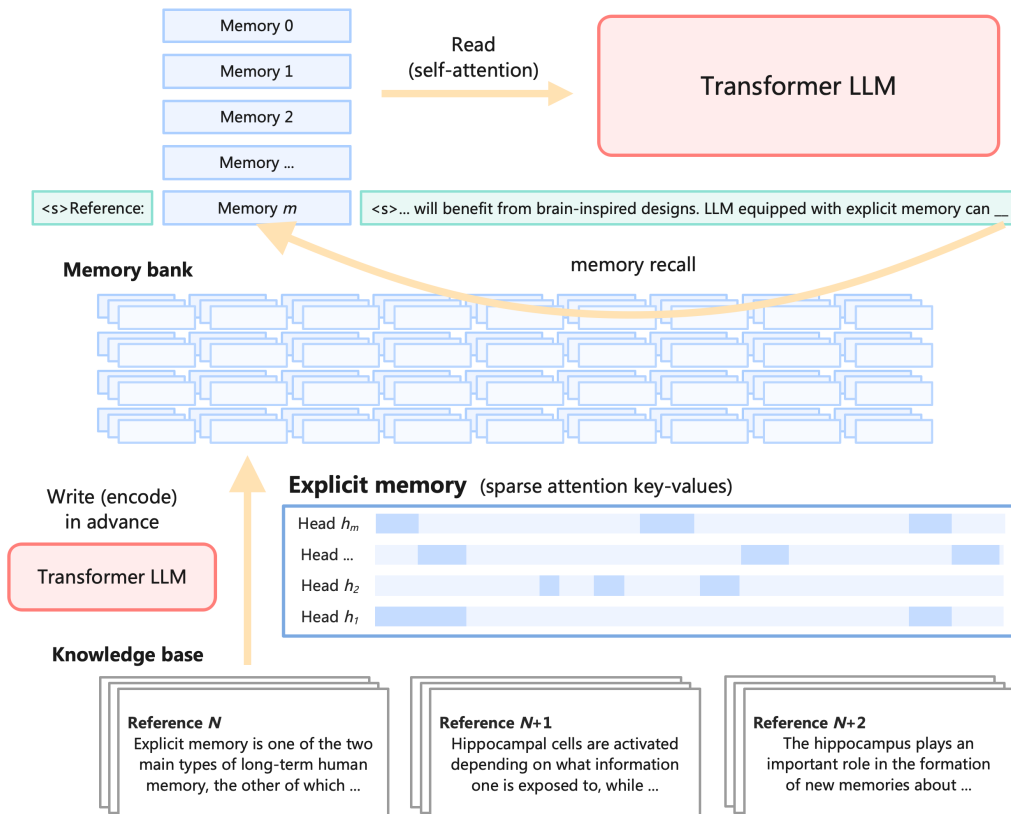 Memory 0
Memory 1
Memory 2
Memory ...
Memory m
Read
(self-attention)
Transformer LLM
<s>Reference:
<s>... will benefit from brain-inspired designs. LLM equipped with explicit memory can __
memory recall
Memory bank
Write (encode)
in advance
Transformer LLM
Explicit memory (sparse attention key-values)
Head hm
Head ...
Head h2
Head h1
Knowledge base
Reference N
Explicit memory is one of the two
main types of long-term human
memory, the other of which ...
Reference N+1
Hippocampal cells are activated
depending on what information
one is exposed to, while ...
Reference N+2
The hippocampus plays an
important role in the formation
of new memories about ...